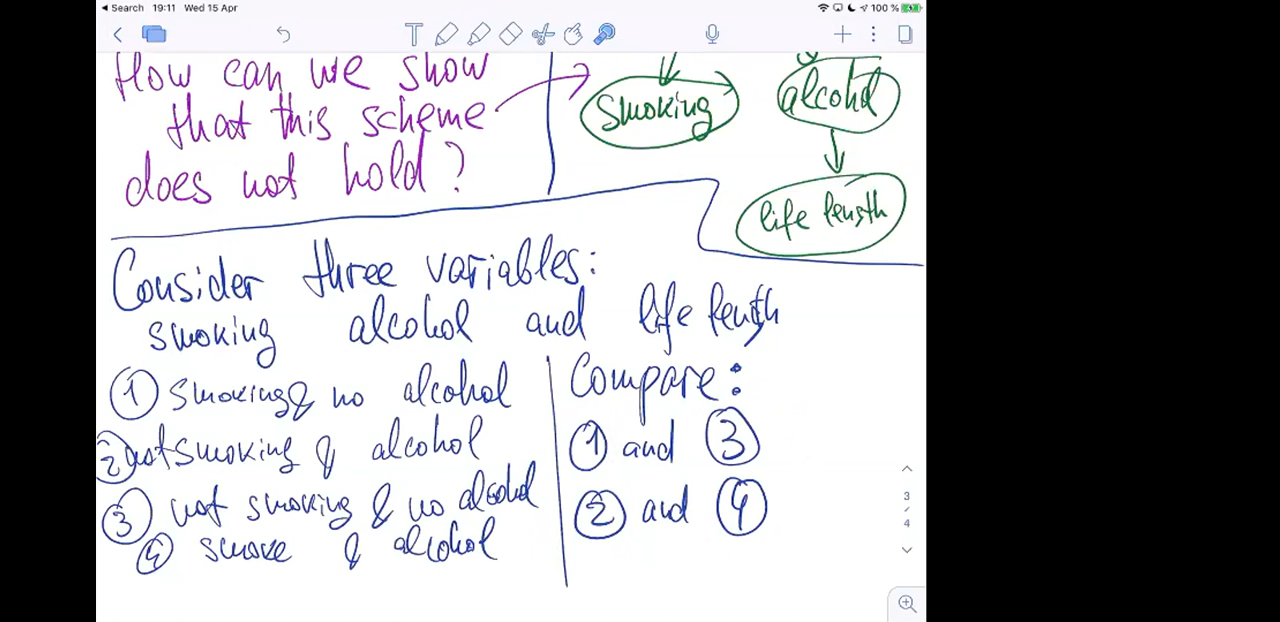 Search 19:11 Wed 15 Apr 100 %
How can we show
that this scheme
does not hold?
smoking
alcohol
life length
Consider three variables:
smoking alcohol and life length
1 smoking & no alcohol
2 not smoking & alcohol
3 not smoking & no alcohol
4 smoke & alcohol
Compare:
1 and 3
2 and 4
3
/
4